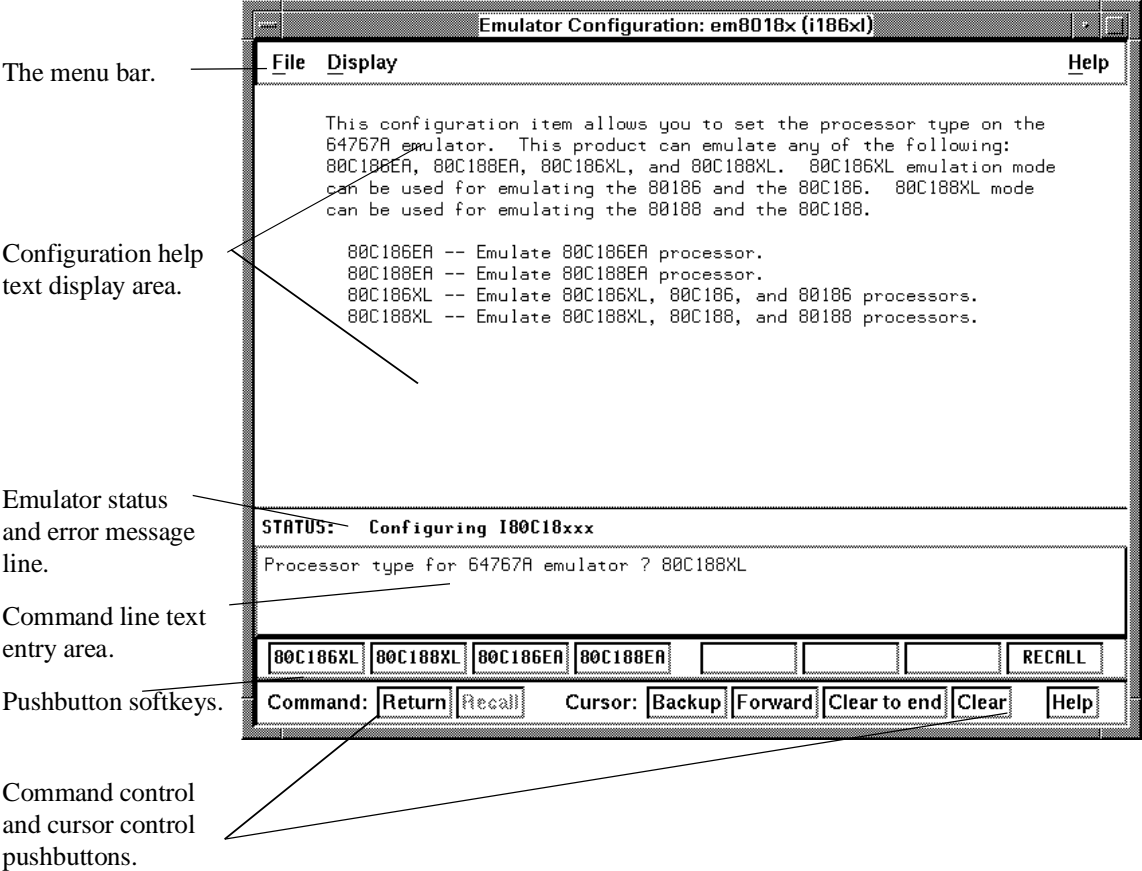 Emulator Configuration: em8018x (i186xl)
The menu bar.
File Display Help
This configuration item allows you to set the processor type on the
64767A emulator. This product can emulate any of the following:
80C186EA, 80C188EA, 80C186XL, and 80C188XL. 80C186XL emulation mode
can be used for emulating the 80186 and the 80C186. 80C188XL mode
can be used for emulating the 80188 and the 80C188.
80C186EA -- Emulate 80C186EA processor.
80C188EA -- Emulate 80C188EA processor.
80C186XL -- Emulate 80C186XL, 80C186, and 80186 processors.
80C188XL -- Emulate 80C188XL, 80C188, and 80188 processors.
Configuration help
text display area.
Emulator status
and error message
line.
STATUS: Configuring I80C18xxx
Processor type for 64767A emulator ? 80C188XL
Command line text
entry area.
80C186XL 80C188XL 80C186EA 80C188EA RECALL
Pushbutton softkeys.
Command: Return Recall Cursor: Backup Forward Clear to end Clear Help
Command control
and cursor control
pushbuttons.